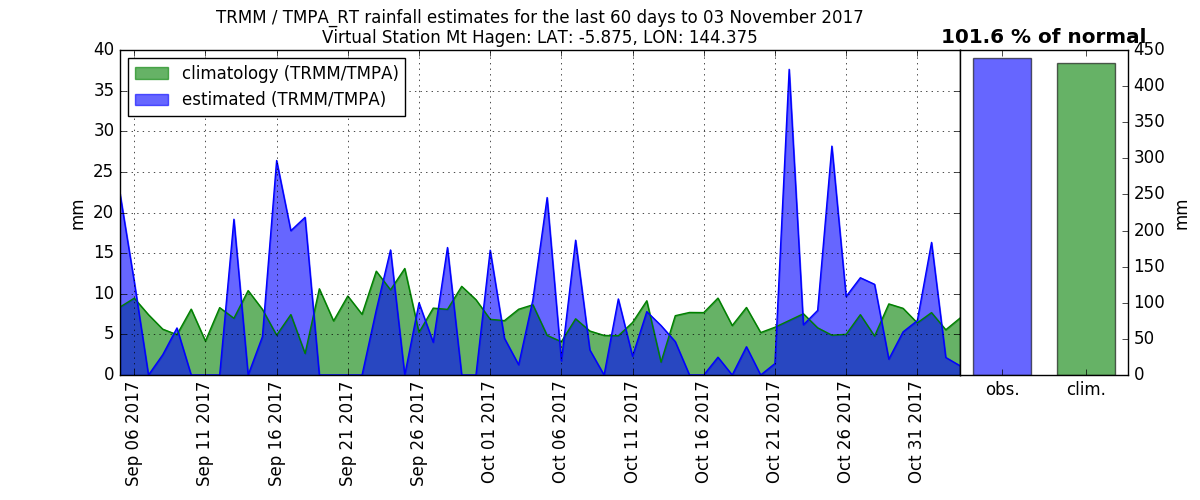 TRMM / TMPA_RT rainfall estimates for the last 60 days to 03 November 2017
Virtual Station Mt Hagen: LAT: -5.875, LON: 144.375
101.6 % of normal
climatology (TRMM/TMPA)
estimated (TRMM/TMPA)
mm
40
35
30
25
20
15
10
5
0
Sep 06 2017
Sep 11 2017
Sep 16 2017
Sep 21 2017
Sep 26 2017
Oct 01 2017
Oct 06 2017
Oct 11 2017
Oct 16 2017
Oct 21 2017
Oct 26 2017
Oct 31 2017
obs.
clim.
450
400
350
300
250
200
150
100
50
0
mm